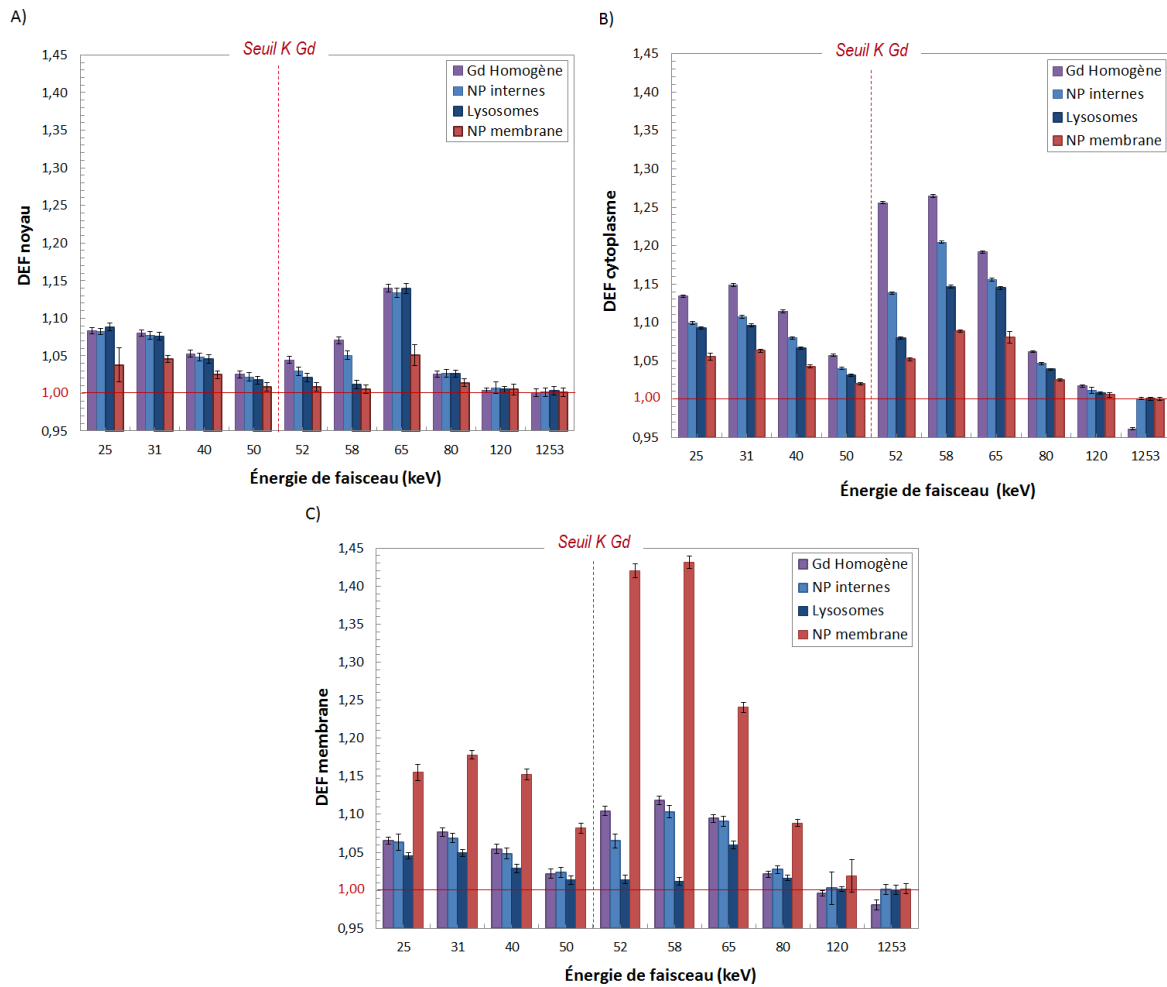 A)
Seuil K Gd
1,45
1,40
1,35
1,30
1,25
1,20
1,15
1,10
1,05
1,00
0,95
DEF noyau
Gd Homogène
NP internes
Lysosomes
NP membrane
25 31 40 50 52 58 65 80 120 1253
Énergie de faisceau (keV)
B)
Seuil K Gd
1,45
1,40
1,35
1,30
1,25
1,20
1,15
1,10
1,05
1,00
0,95
DEF cytoplasme
Gd Homogène
NP internes
Lysosomes
NP membrane
25 31 40 50 52 58 65 80 120 1253
Énergie de faisceau (keV)
C)
Seuil K Gd
1,45
1,40
1,35
1,30
1,25
1,20
1,15
1,10
1,05
1,00
0,95
DEF membrane
Gd Homogène
NP internes
Lysosomes
NP membrane
25 31 40 50 52 58 65 80 120 1253
Énergie de faisceau (keV)